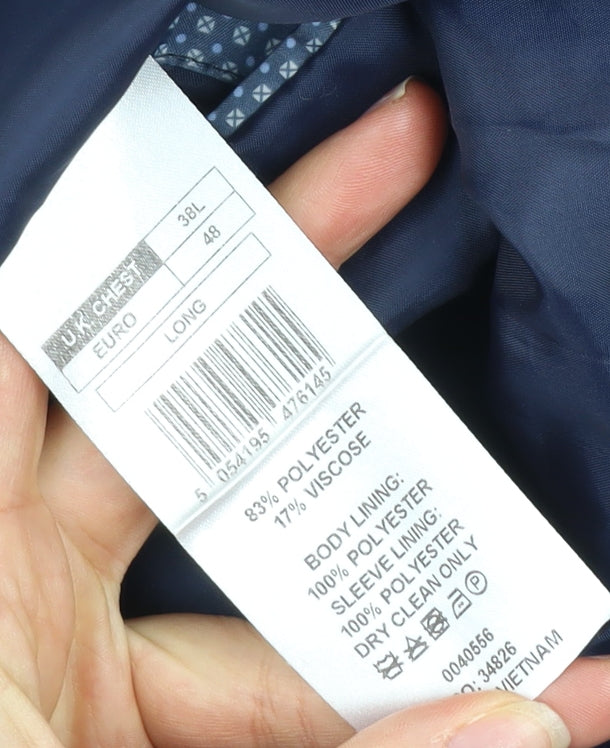 U.K CHEST 38L
EURO 48
LONG
5 054195 476145
83% POLYESTER
17% VISCOSE
BODY LINING:
100% POLYESTER
SLEEVE LINING:
100% POLYESTER
DRY CLEAN ONLY
P
0040556
O: 34826
VIETNAM